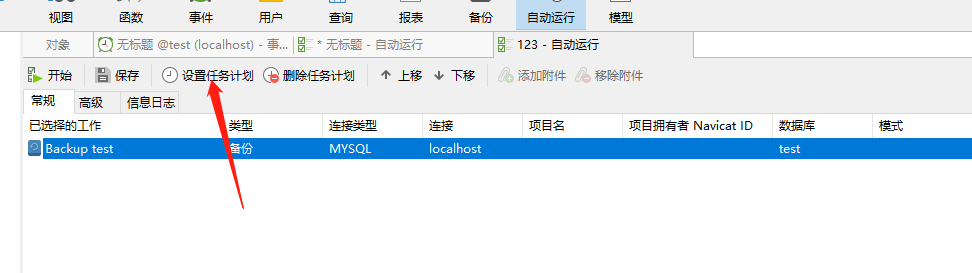 视图 函数 事件 用户 查询 报表 备份 自动运行 模型
对象 无标题 @test (localhost) - 事... * 无标题 - 自动运行 123 - 自动运行
开始 保存 设置任务计划 删除任务计划 上移 下移 添加附件 移除附件
常规 高级 信息日志
已选择的工作 类型 连接类型 连接 项目名 项目拥有者 Navicat ID 数据库 模式
Backup test 备份 MYSQL localhost test